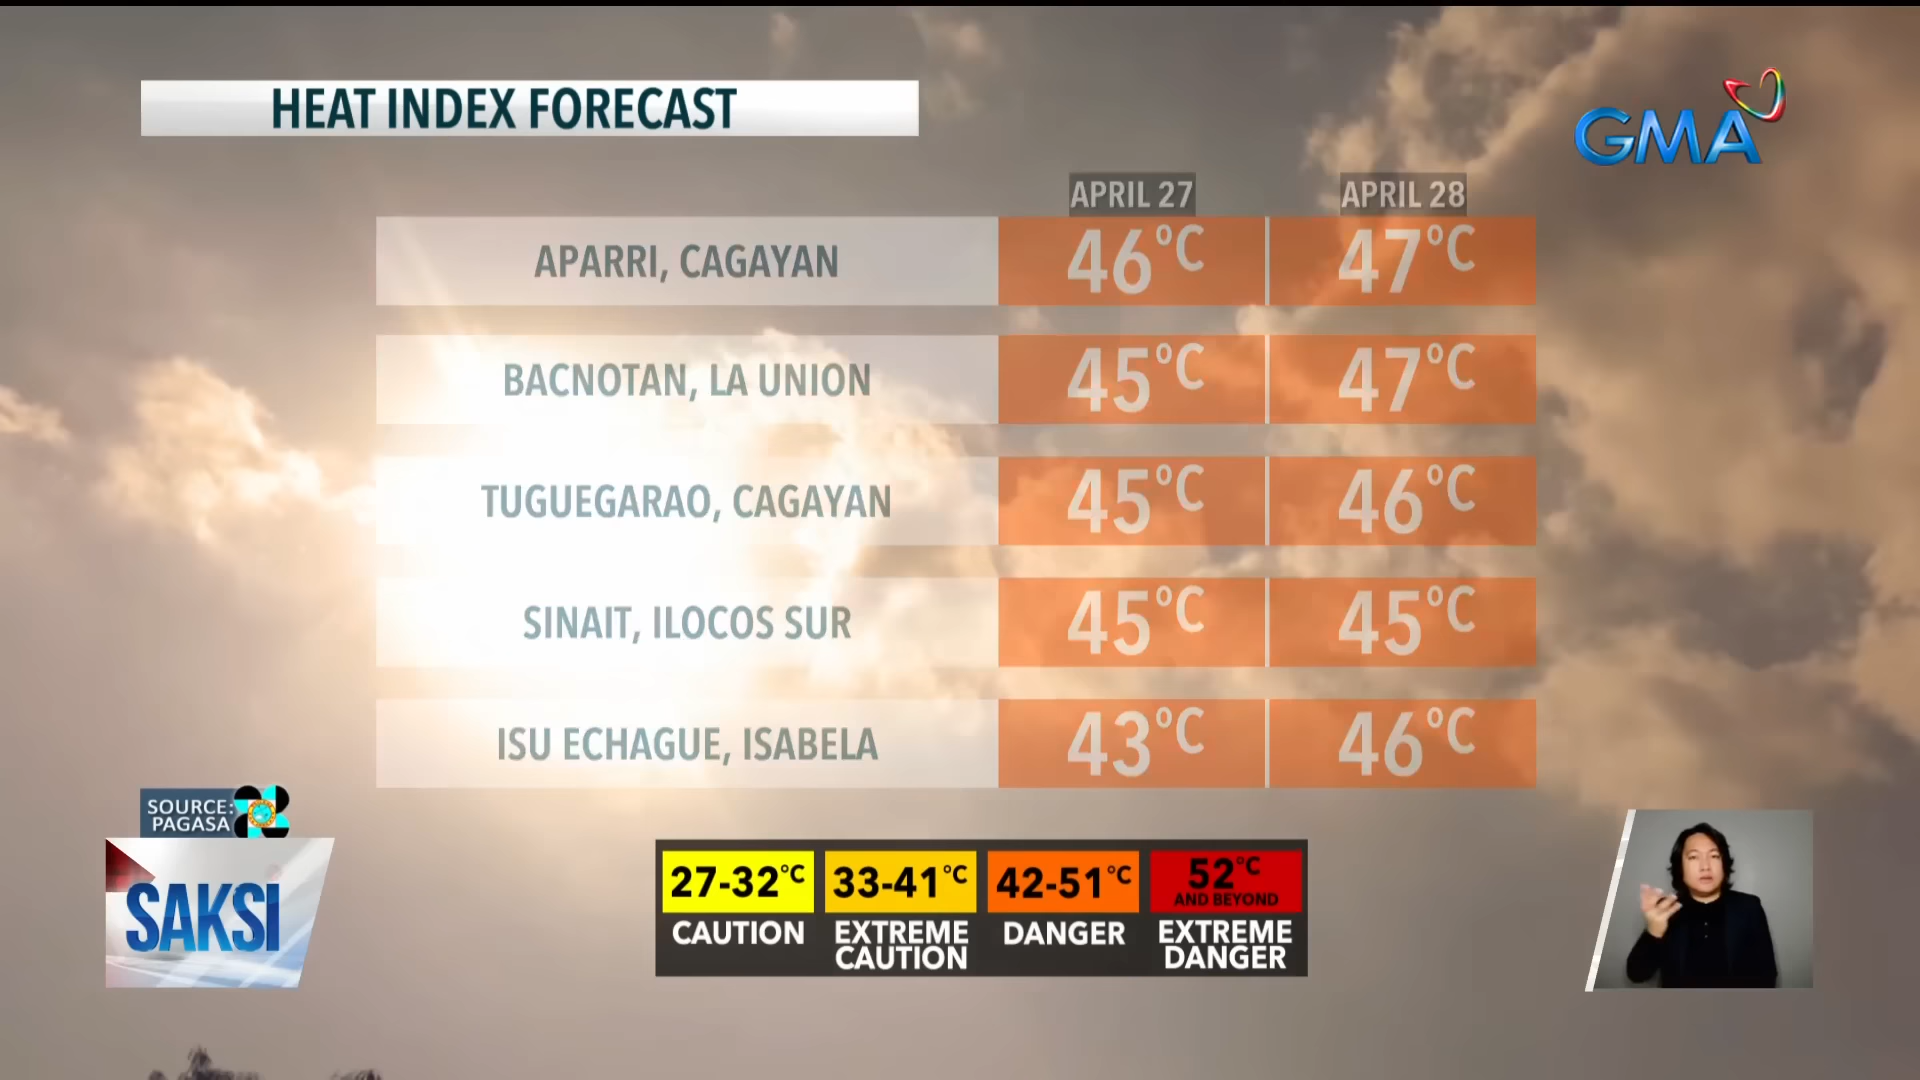 HEAT INDEX FORECAST
GMA
APRIL 27 APRIL 28
APARRI, CAGAYAN 46°C 47°C
BACNOTAN, LA UNION 45°C 47°C
TUGUEGARAO, CAGAYAN 45°C 46°C
SINAIT, ILOCOS SUR 45°C 45°C
ISU ECHAGUE, ISABELA 43°C 46°C
SOURCE:
PAGASA
SAKSI
27-32°C
CAUTION
33-41°C
EXTREME
CAUTION
42-51°C
DANGER
52°C
AND BEYOND
EXTREME
DANGER